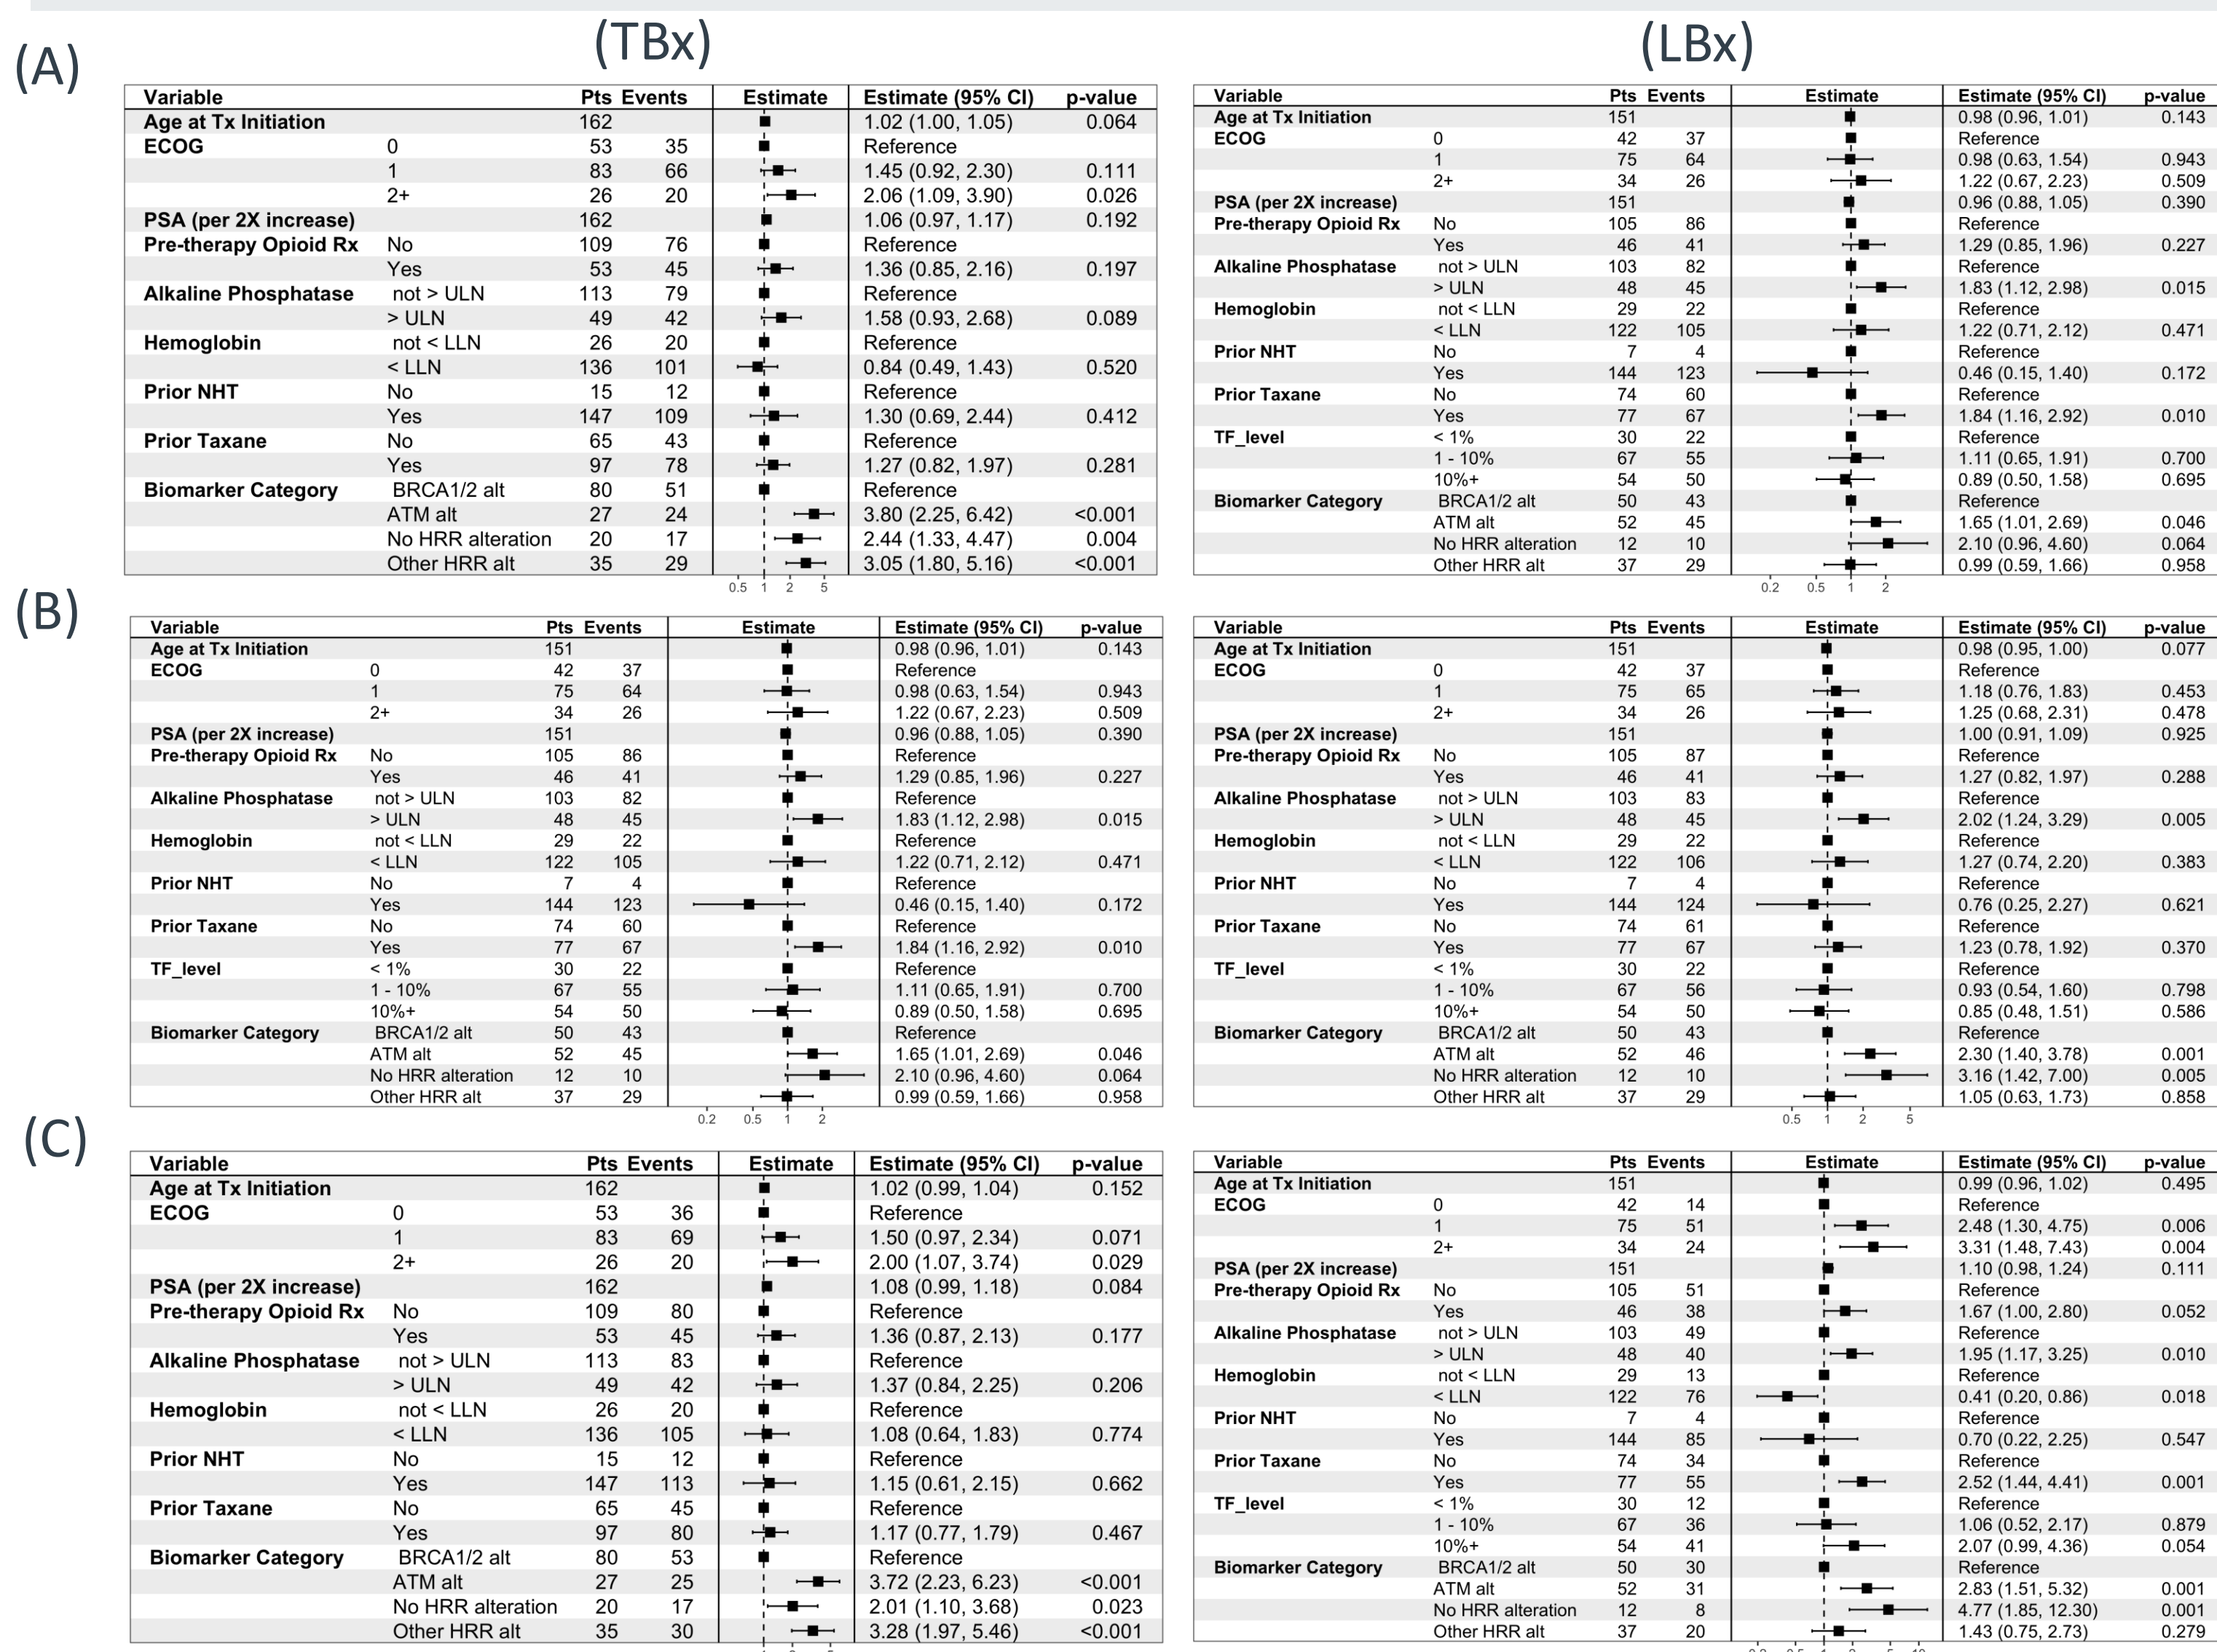 (TBx)
(LBx)
(A)
Variable Pts Events Estimate Estimate (95% CI) p-value
Age at Tx Initiation 162 1.02 (1.00, 1.05) 0.064
ECOG 0 53 35 Reference
1 83 66 1.45 (0.92, 2.30) 0.111
2+ 26 20 2.06 (1.09, 3.90) 0.026
PSA (per 2X increase) 162 1.06 (0.97, 1.17) 0.192
Pre-therapy Opioid Rx No 109 76 Reference
Yes 53 45 1.36 (0.85, 2.16) 0.197
Alkaline Phosphatase not > ULN 113 79 Reference
> ULN 49 42 1.58 (0.93, 2.68) 0.089
Hemoglobin not < LLN 26 20 Reference
< LLN 136 101 0.84 (0.49, 1.43) 0.520
Prior NHT No 15 12 Reference
Yes 147 109 1.30 (0.69, 2.44) 0.412
Prior Taxane No 65 43 Reference
Yes 97 78 1.27 (0.82, 1.97) 0.281
Biomarker Category BRCA1/2 alt 80 51 Reference
ATM alt 27 24 3.80 (2.25, 6.42) <0.001
No HRR alteration 20 17 2.44 (1.33, 4.47) 0.004
Other HRR alt 35 29 3.05 (1.80, 5.16) <0.001
0.5 1 2 5
Variable Pts Events Estimate Estimate (95% CI) p-value
Age at Tx Initiation 151 0.98 (0.96, 1.01) 0.143
ECOG 0 42 37 Reference
1 75 64 0.98 (0.63, 1.54) 0.943
2+ 34 26 1.22 (0.67, 2.23) 0.509
PSA (per 2X increase) 151 0.96 (0.88, 1.05) 0.390
Pre-therapy Opioid Rx No 105 86 Reference
Yes 46 41 1.29 (0.85, 1.96) 0.227
Alkaline Phosphatase not > ULN 103 82 Reference
> ULN 48 45 1.83 (1.12, 2.98) 0.015
Hemoglobin not < LLN 29 22 Reference
< LLN 122 105 1.22 (0.71, 2.12) 0.471
Prior NHT No 7 4 Reference
Yes 144 123 0.46 (0.15, 1.40) 0.172
Prior Taxane No 74 60 Reference
Yes 77 67 1.84 (1.16, 2.92) 0.010
TF_level < 1% 30 22 Reference
1 - 10% 67 55 1.11 (0.65, 1.91) 0.700
10%+ 54 50 0.89 (0.50, 1.58) 0.695
Biomarker Category BRCA1/2 alt 50 43 Reference
ATM alt 52 45 1.65 (1.01, 2.69) 0.046
No HRR alteration 12 10 2.10 (0.96, 4.60) 0.064
Other HRR alt 37 29 0.99 (0.59, 1.66) 0.958
0.2 0.5 1 2
(B)
Variable Pts Events Estimate Estimate (95% CI) p-value
Age at Tx Initiation 151 0.98 (0.96, 1.01) 0.143
ECOG 0 42 37 Reference
1 75 64 0.98 (0.63, 1.54) 0.943
2+ 34 26 1.22 (0.67, 2.23) 0.509
PSA (per 2X increase) 151 0.96 (0.88, 1.05) 0.390
Pre-therapy Opioid Rx No 105 86 Reference
Yes 46 41 1.29 (0.85, 1.96) 0.227
Alkaline Phosphatase not > ULN 103 82 Reference
> ULN 48 45 1.83 (1.12, 2.98) 0.015
Hemoglobin not < LLN 29 22 Reference
< LLN 122 105 1.22 (0.71, 2.12) 0.471
Prior NHT No 7 4 Reference
Yes 144 123 0.46 (0.15, 1.40) 0.172
Prior Taxane No 74 60 Reference
Yes 77 67 1.84 (1.16, 2.92) 0.010
TF_level < 1% 30 22 Reference
1 - 10% 67 55 1.11 (0.65, 1.91) 0.700
10%+ 54 50 0.89 (0.50, 1.58) 0.695
Biomarker Category BRCA1/2 alt 50 43 Reference
ATM alt 52 45 1.65 (1.01, 2.69) 0.046
No HRR alteration 12 10 2.10 (0.96, 4.60) 0.064
Other HRR alt 37 29 0.99 (0.59, 1.66) 0.958
0.2 0.5 1 2
Variable Pts Events Estimate Estimate (95% CI) p-value
Age at Tx Initiation 151 0.98 (0.95, 1.00) 0.077
ECOG 0 42 37 Reference
1 75 65 1.18 (0.76, 1.83) 0.453
2+ 34 26 1.25 (0.68, 2.31) 0.478
PSA (per 2X increase) 151 1.00 (0.91, 1.09) 0.925
Pre-therapy Opioid Rx No 105 87 Reference
Yes 46 41 1.27 (0.82, 1.97) 0.288
Alkaline Phosphatase not > ULN 103 83 Reference
> ULN 48 45 2.02 (1.24, 3.29) 0.005
Hemoglobin not < LLN 29 22 Reference
< LLN 122 106 1.27 (0.74, 2.20) 0.383
Prior NHT No 7 4 Reference
Yes 144 124 0.76 (0.25, 2.27) 0.621
Prior Taxane No 74 61 Reference
Yes 77 67 1.23 (0.78, 1.92) 0.370
TF_level < 1% 30 22 Reference
1 - 10% 67 56 0.93 (0.54, 1.60) 0.798
10%+ 54 50 0.85 (0.48, 1.51) 0.586
Biomarker Category BRCA1/2 alt 50 43 Reference
ATM alt 52 46 2.30 (1.40, 3.78) 0.001
No HRR alteration 12 10 3.16 (1.42, 7.00) 0.005
Other HRR alt 37 29 1.05 (0.63, 1.73) 0.858
0.5 1 2 5
(C)
Variable Pts Events Estimate Estimate (95% CI) p-value
Age at Tx Initiation 162 1.02 (0.99, 1.04) 0.152
ECOG 0 53 36 Reference
1 83 69 1.50 (0.97, 2.34) 0.071
2+ 26 20 2.00 (1.07, 3.74) 0.029
PSA (per 2X increase) 162 1.08 (0.99, 1.18) 0.084
Pre-therapy Opioid Rx No 109 80 Reference
Yes 53 45 1.36 (0.87, 2.13) 0.177
Alkaline Phosphatase not > ULN 113 83 Reference
> ULN 49 42 1.37 (0.84, 2.25) 0.206
Hemoglobin not < LLN 26 20 Reference
< LLN 136 105 1.08 (0.64, 1.83) 0.774
Prior NHT No 15 12 Reference
Yes 147 113 1.15 (0.61, 2.15) 0.662
Prior Taxane No 65 45 Reference
Yes 97 80 1.17 (0.77, 1.79) 0.467
Biomarker Category BRCA1/2 alt 80 53 Reference
ATM alt 27 25 3.72 (2.23, 6.23) <0.001
No HRR alteration 20 17 2.01 (1.10, 3.68) 0.023
Other HRR alt 35 30 3.28 (1.97, 5.46) <0.001
Variable Pts Events Estimate Estimate (95% CI) p-value
Age at Tx Initiation 151 0.99 (0.96, 1.02) 0.495
ECOG 0 42 14 Reference
1 75 51 2.48 (1.30, 4.75) 0.006
2+ 34 24 3.31 (1.48, 7.43) 0.004
PSA (per 2X increase) 151 1.10 (0.98, 1.24) 0.111
Pre-therapy Opioid Rx No 105 51 Reference
Yes 46 38 1.67 (1.00, 2.80) 0.052
Alkaline Phosphatase not > ULN 103 49 Reference
> ULN 48 40 1.95 (1.17, 3.25) 0.010
Hemoglobin not < LLN 29 13 Reference
< LLN 122 76 0.41 (0.20, 0.86) 0.018
Prior NHT No 7 4 Reference
Yes 144 85 0.70 (0.22, 2.25) 0.547
Prior Taxane No 74 34 Reference
Yes 77 55 2.52 (1.44, 4.41) 0.001
TF_level < 1% 30 12 Reference
1 - 10% 67 36 1.06 (0.52, 2.17) 0.879
10%+ 54 41 2.07 (0.99, 4.36) 0.054
Biomarker Category BRCA1/2 alt 50 30 Reference
ATM alt 52 31 2.83 (1.51, 5.32) 0.001
No HRR alteration 12 8 4.77 (1.85, 12.30) 0.001
Other HRR alt 37 20 1.43 (0.75, 2.73) 0.279